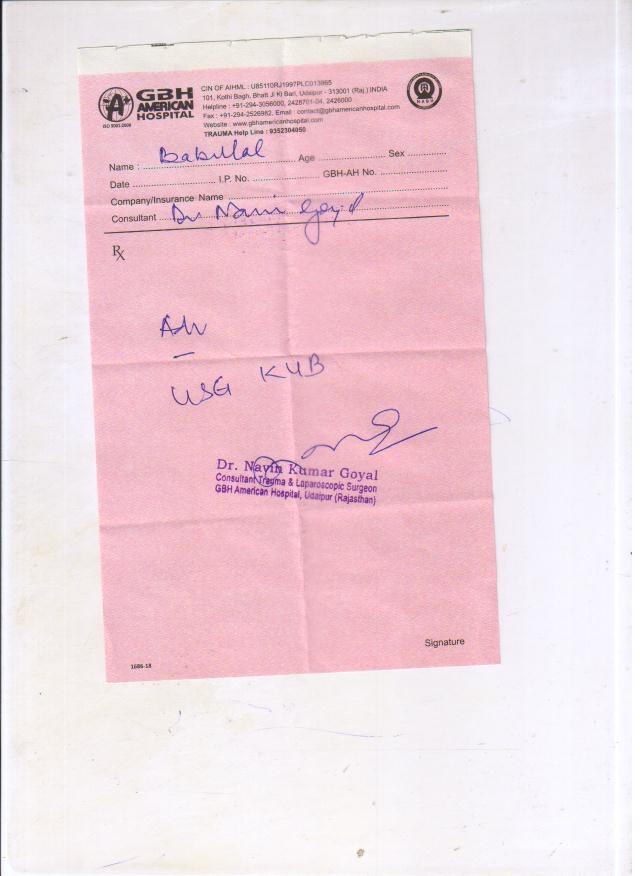 GBH
AMERICAN
HOSPITAL
ISO 9001:2008
CIN OF AIHML : U85110RJ1997PLC013865
101, Kothi Bagh, Bhatt Ji Ki Bari, Udaipur - 313001 (Raj.) INDIA
Helpline : +91-294-3056000, 2428701-04, 2426000
Fax : +91-294-2526982, Email : contact@gbhamericanhospital.com
Website : www.gbhamericanhospital.com
TRAUMA Help Line : 9352304050
NABH
Name : Babulal Age Sex
Date I.P. No. GBH-AH No.
Company/Insurance Name
Consultant Dr Navin Goyal
Rx
Adv
USG KUB
Dr. Navin Kumar Goyal
Consultant Trauma & Laparoscopic Surgeon
GBH American Hospital, Udaipur (Rajasthan)
Signature
1686-18